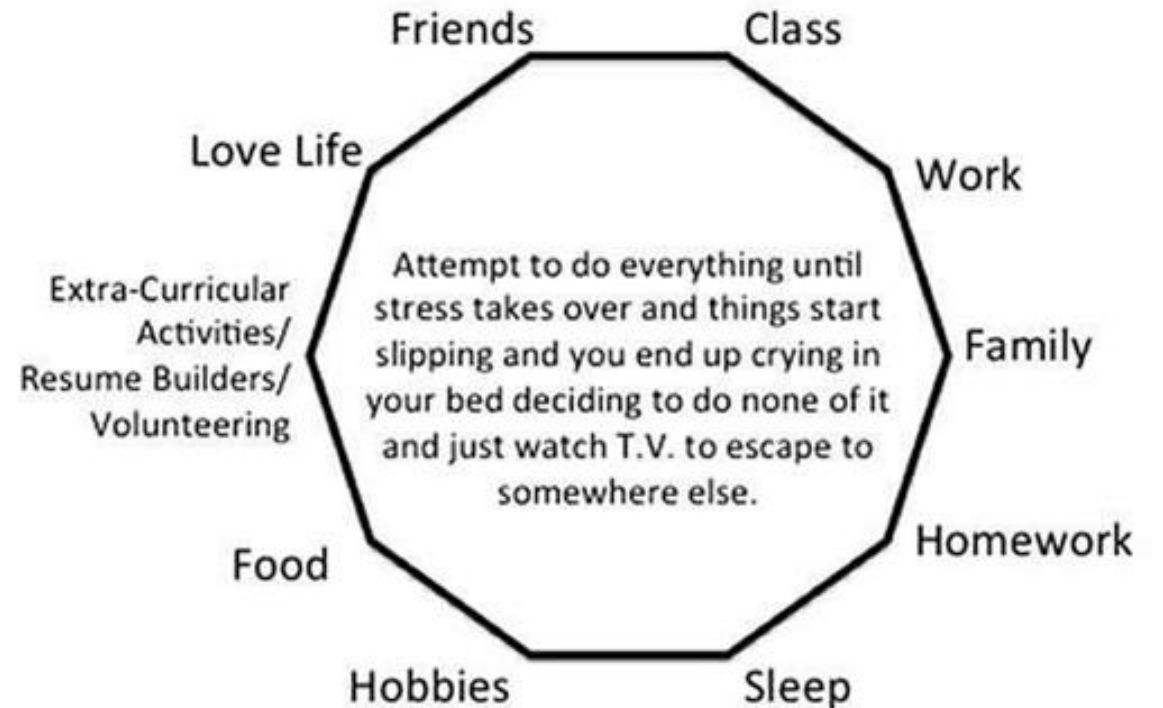 Friends
Class
Love Life
Work
Extra-Curricular
Activities/
Resume Builders/
Volunteering
Attempt to do everything until
stress takes over and things start
slipping and you end up crying in
your bed deciding to do none of it
and just watch T.V. to escape to
somewhere else.
Family
Food
Homework
Hobbies
Sleep